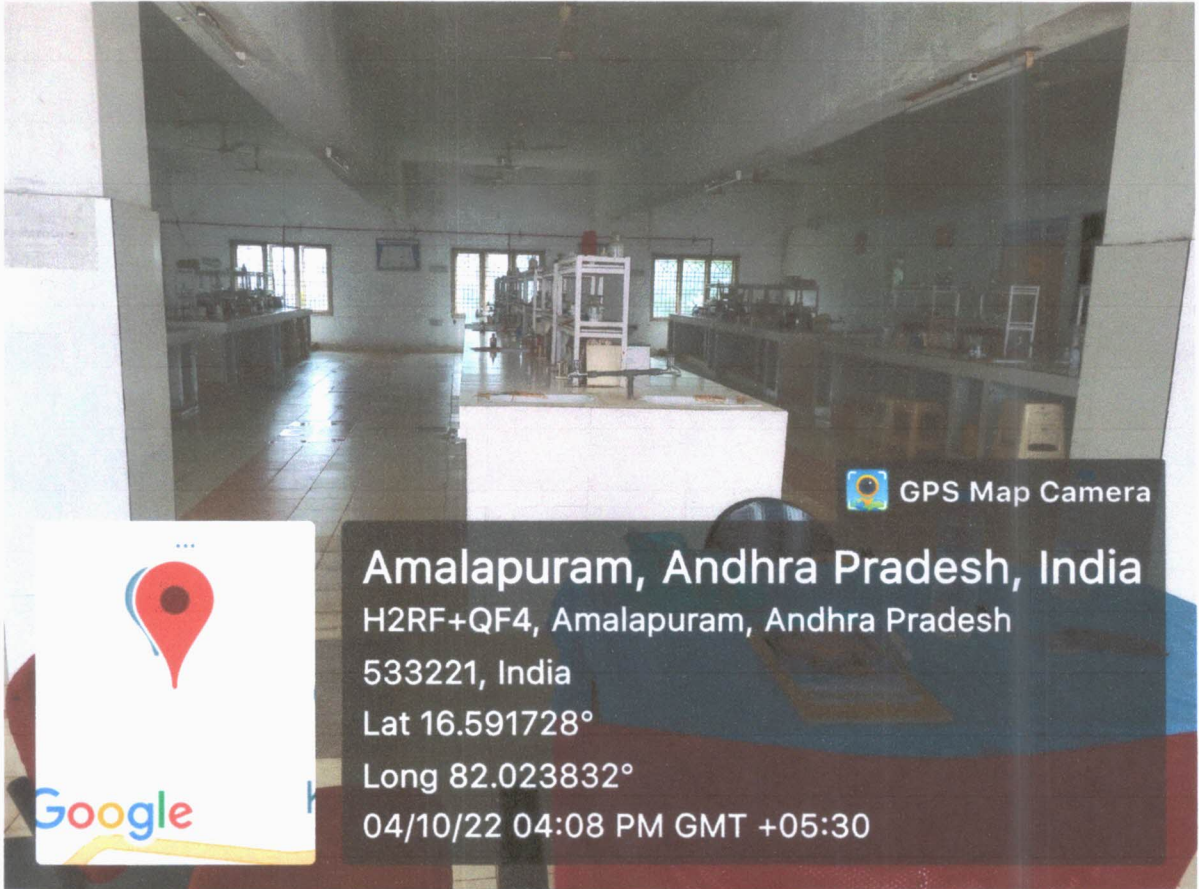 GPS Map Camera
Amalapuram, Andhra Pradesh, India
H2RF+QF4, Amalapuram, Andhra Pradesh
533221, India
Lat 16.591728°
Long 82.023832°
04/10/22 04:08 PM GMT +05:30
Google